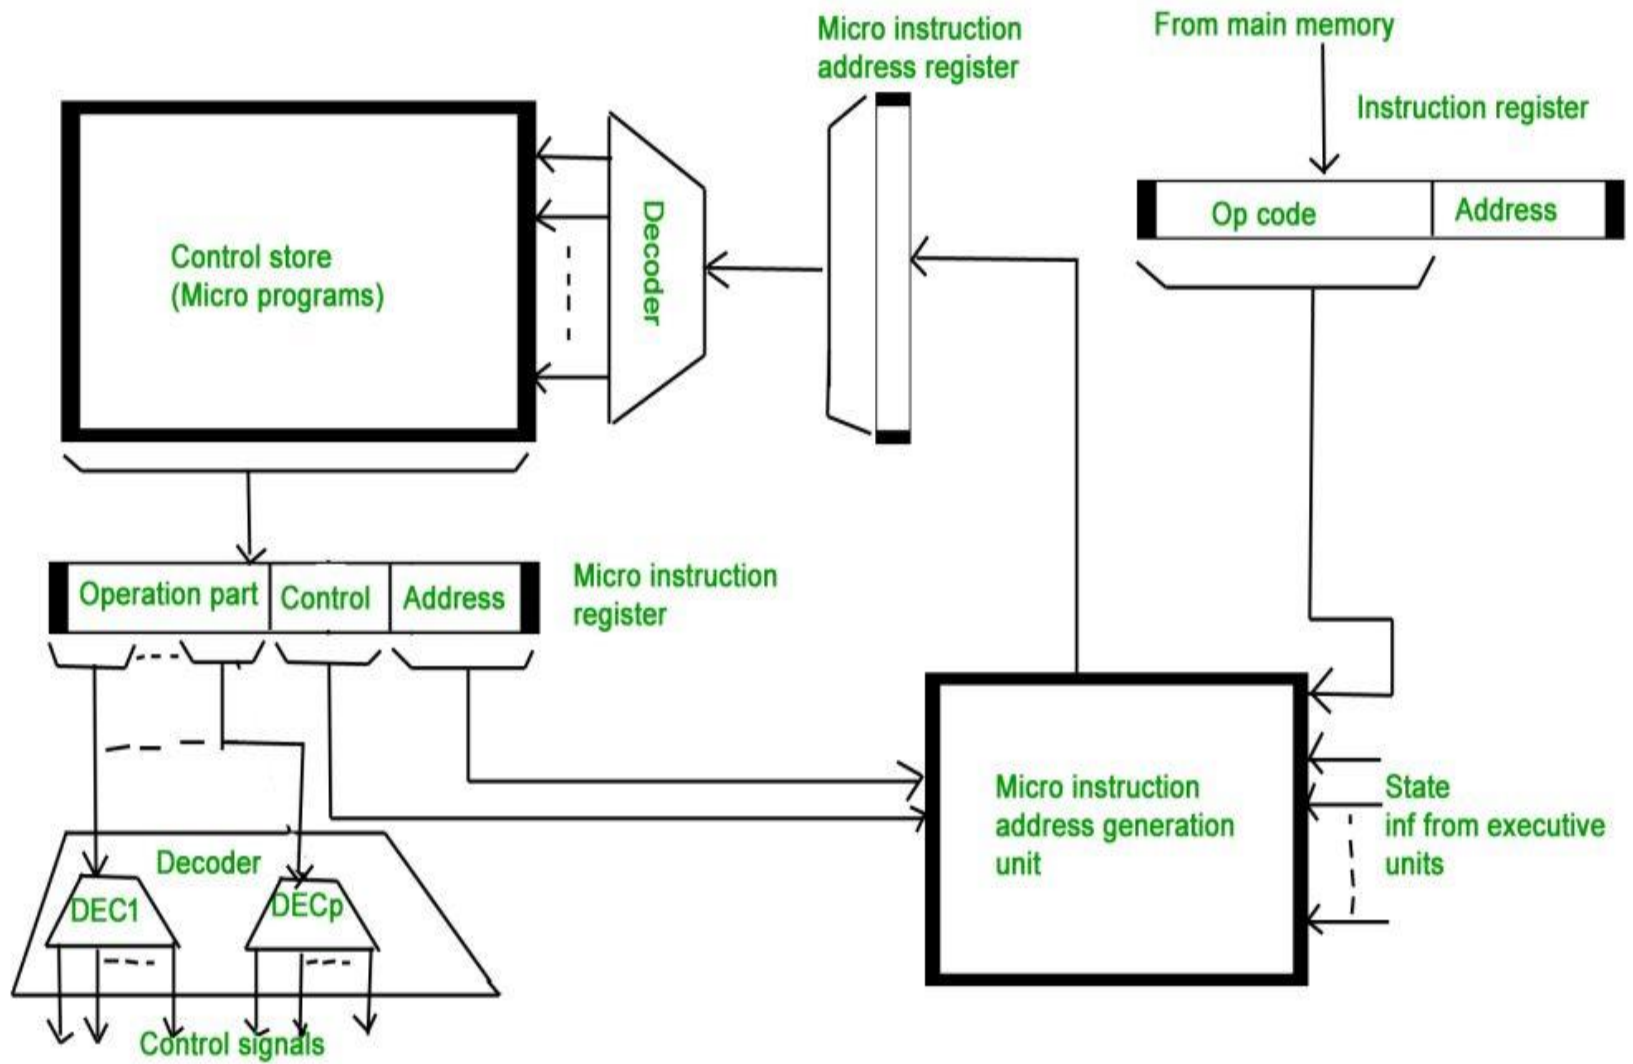 Micro instruction
address register
From main memory
Instruction register
Op code
Address
Control store
(Micro programs)
Decoder
Operation part
Control
Address
Micro instruction
register
Micro instruction
address generation
unit
State
inf from executive
units
Decoder
DEC1
DECp
Control signals